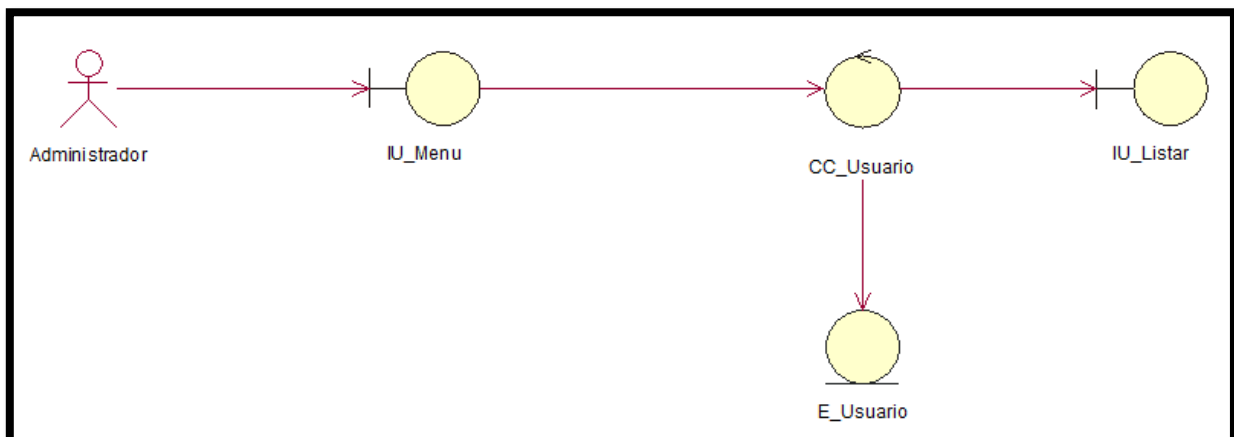 Administrador
IU_Menu
CC_Usuario
IU_Listar
E_Usuario